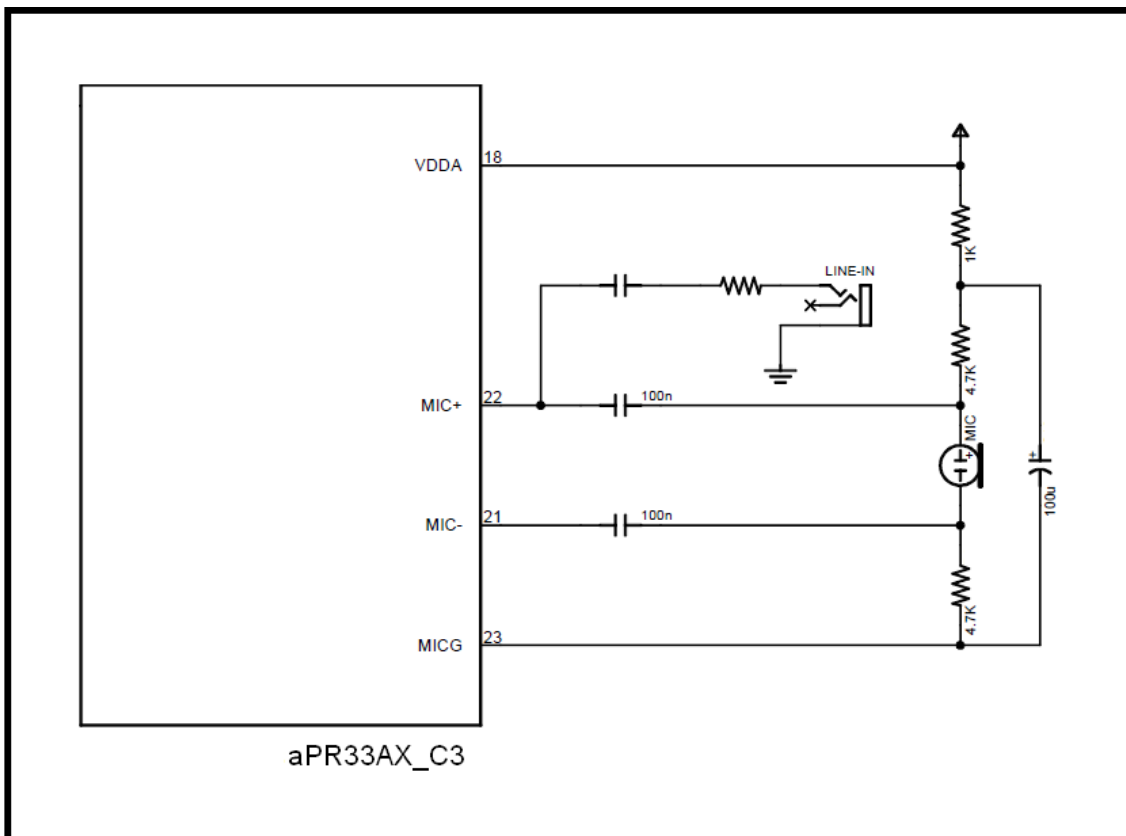 VDDA
18
1K
LINE-IN
4.7K
MIC+
22
100n
MIC
+
+
100u
MIC-
21
100n
4.7K
MICG
23
aPR33AX_C3